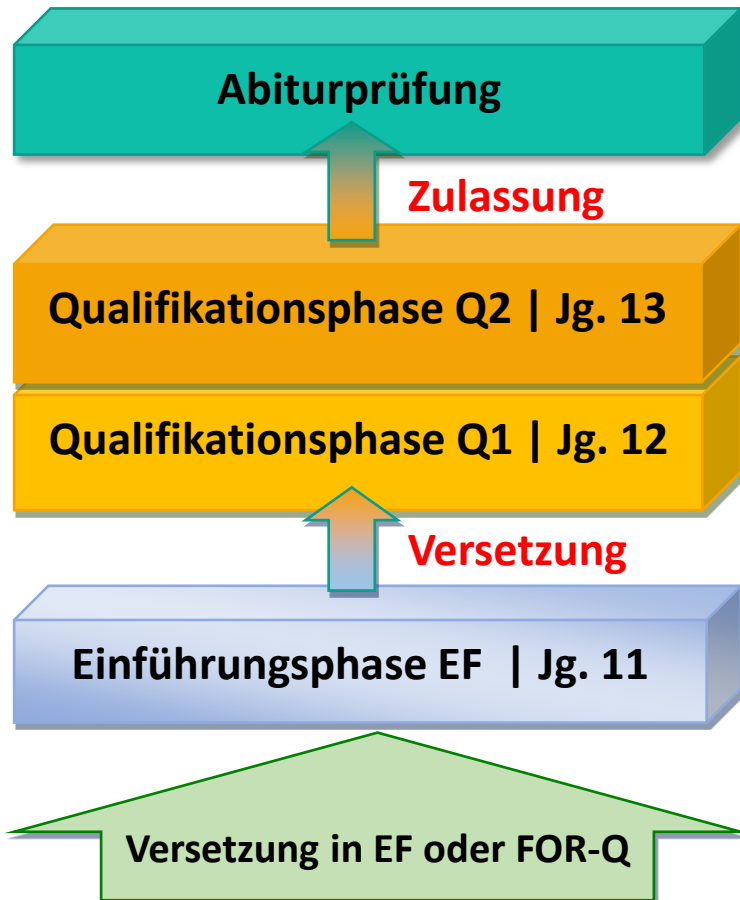 Abiturprüfung
Zulassung
Qualifikationsphase Q2 | Jg. 13
Qualifikationsphase Q1 | Jg. 12
Versetzung
Einführungsphase EF | Jg. 11
Versetzung in EF oder FOR-Q